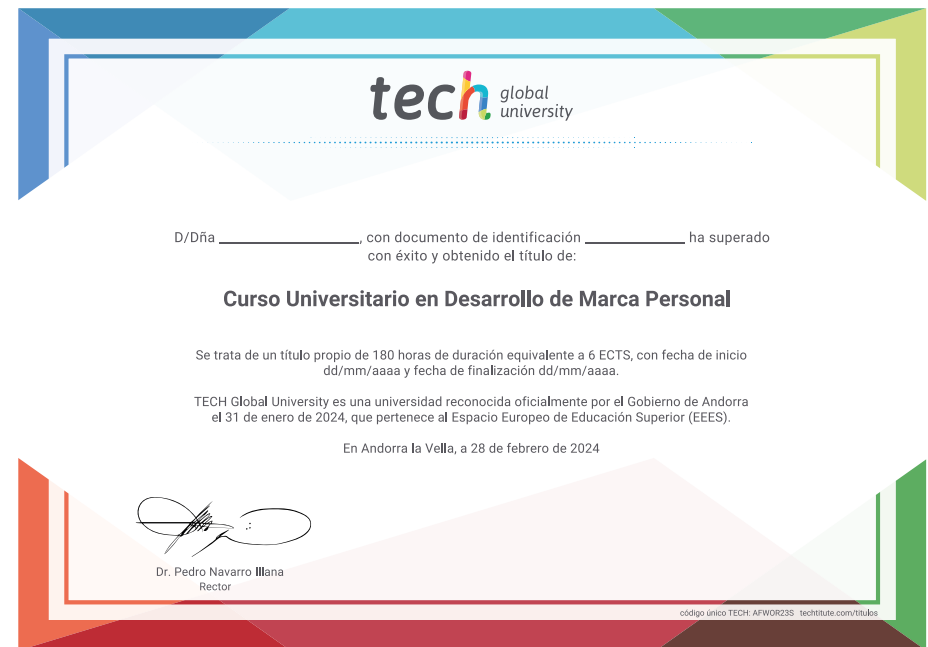 tech global university
D/Dña ____________________, con documento de identificación ______________ ha superado
con éxito y obtenido el título de:
Curso Universitario en Desarrollo de Marca Personal
Se trata de un título propio de 180 horas de duración equivalente a 6 ECTS, con fecha de inicio
dd/mm/aaaa y fecha de finalización dd/mm/aaaa.
TECH Global University es una universidad reconocida oficialmente por el Gobierno de Andorra
el 31 de enero de 2024, que pertenece al Espacio Europeo de Educación Superior (EEES).
En Andorra la Vella, a 28 de febrero de 2024
Dr. Pedro Navarro Illana
Rector
código único TECH: AFWOR23S techtitute.com/titulos